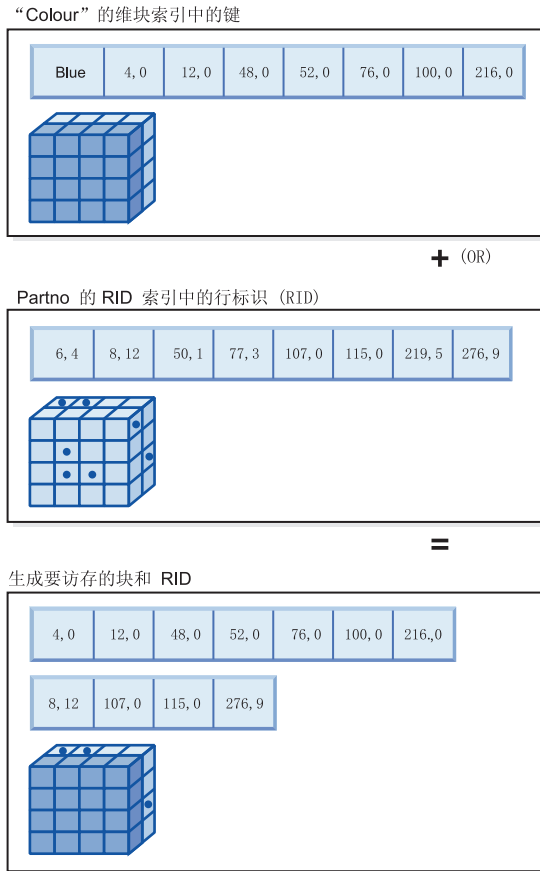 “Colour”的维块索引中的键
Blue 4,0 12,0 48,0 52,0 76,0 100,0 216,0
+ (OR)
Partno 的 RID 索引中的行标识 (RID)
6,4 8,12 50,1 77,3 107,0 115,0 219,5 276,9
=
生成要访存的块和 RID
4,0 12,0 48,0 52,0 76,0 100,0 216.,0
8,12 107,0 115,0 276,9